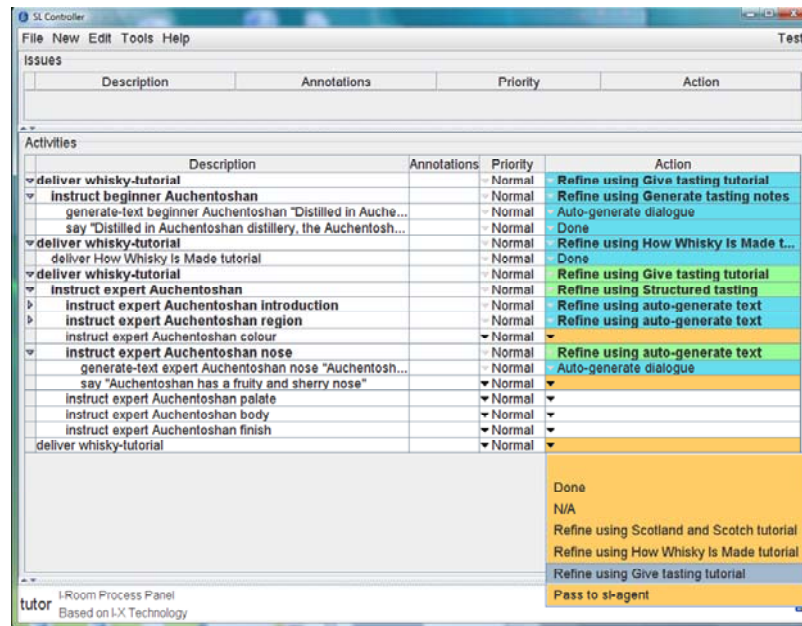 SL Controller
File New Edit Tools Help Test
Issues
Description Annotations Priority Action
Activities
Description Annotations Priority Action
deliver whisky-tutorial Normal Refine using Give tasting tutorial
instruct beginner Auchentoshan Normal Refine using Generate tasting notes
generate-text beginner Auchentoshan "Distilled in Auche... Normal Auto-generate dialogue
say "Distilled in Auchentoshan distillery, the Auchentosh... Normal Done
deliver whisky-tutorial Normal Refine using How Whisky Is Made t...
deliver How Whisky Is Made tutorial Normal Done
deliver whisky-tutorial Normal Refine using Give tasting tutorial
instruct expert Auchentoshan Normal Refine using Structured tasting
instruct expert Auchentoshan introduction Normal Refine using auto-generate text
instruct expert Auchentoshan region Normal Refine using auto-generate text
instruct expert Auchentoshan colour Normal
instruct expert Auchentoshan nose Normal Refine using auto-generate text
generate-text expert Auchentoshan nose "Auchentosh... Normal Auto-generate dialogue
say "Auchentoshan has a fruity and sherry nose" Normal
instruct expert Auchentoshan palate Normal
instruct expert Auchentoshan body Normal
instruct expert Auchentoshan finish Normal
deliver whisky-tutorial Normal
Done
N/A
Refine using Scotland and Scotch tutorial
Refine using How Whisky Is Made tutorial
Refine using Give tasting tutorial
Pass to sl-agent
tutor I-Room Process Panel
Based on I-X Technology